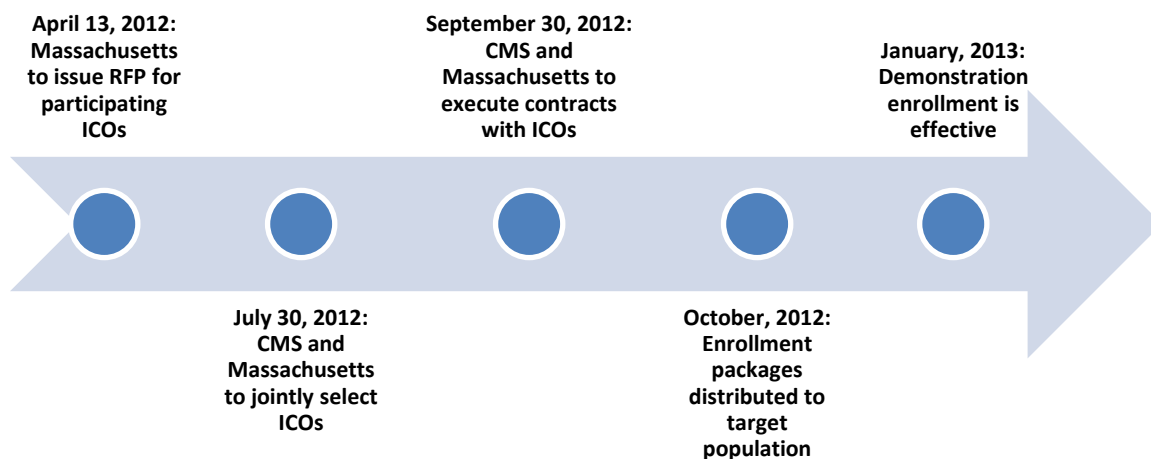 April 13, 2012:
Massachusetts
to issue RFP for
participating
ICOs
July 30, 2012:
CMS and
Massachusetts
to jointly select
ICOs
September 30, 2012:
CMS and
Massachusetts to
execute contracts
with ICOs
October, 2012:
Enrollment
packages
distributed to
target
population
January, 2013:
Demonstration
enrollment is
effective